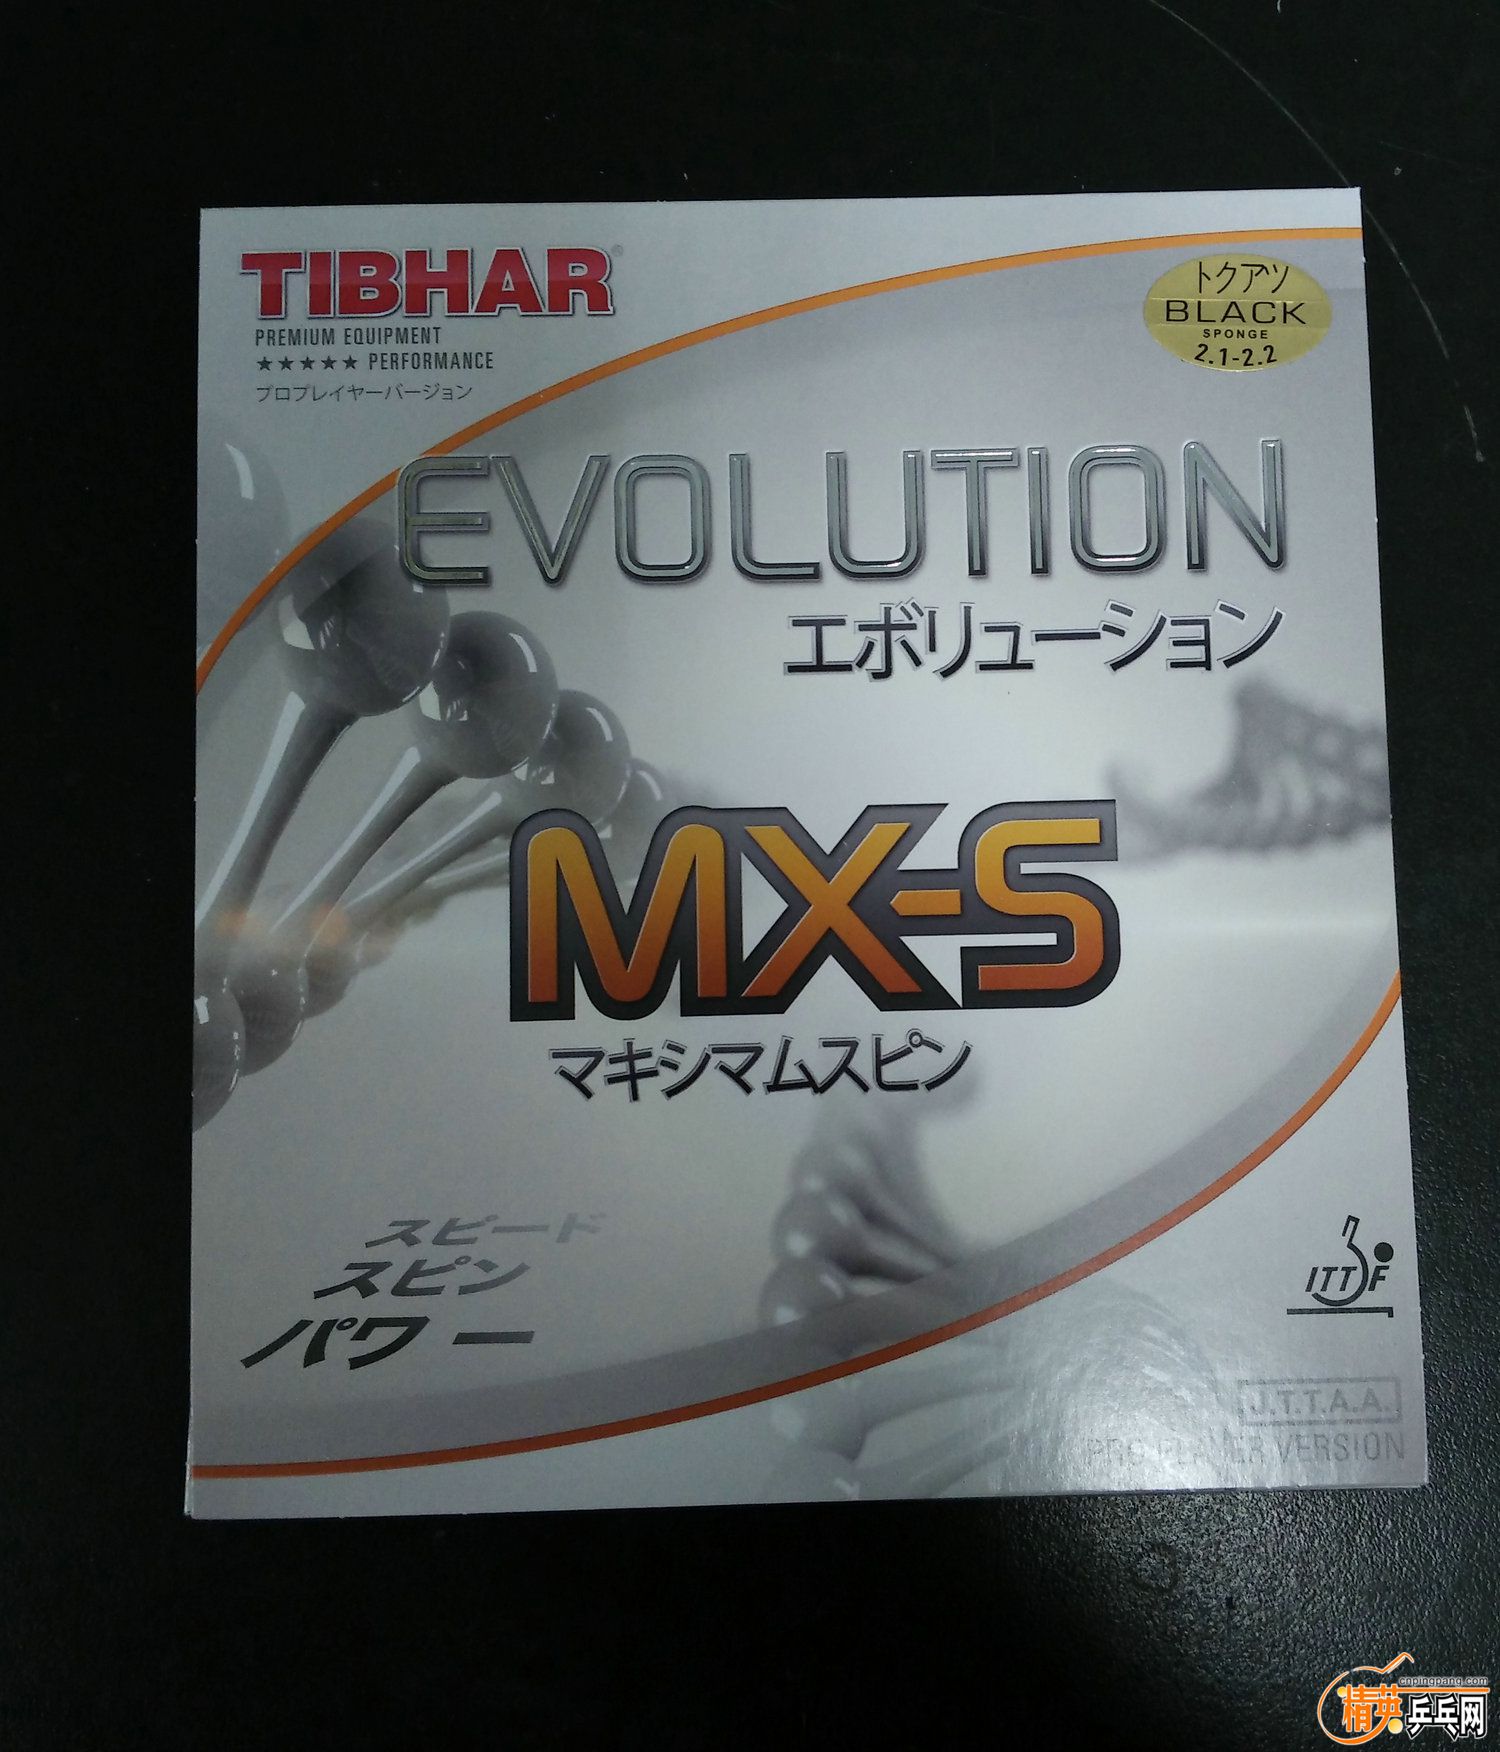 TIBHAR®
PREMIUM EQUIPMENT
★★★★★ PERFORMANCE
プロプレイヤーバージョン
トクアツ
BLACK
SPONGE
2.1-2.2
EVOLUTION
エボリューション
MX-S
マキシマムスピン
スピード
スピン
パワー
ITTF
J.T.T.A.A.
PRO PLAYER VERSION
cnpingpang.com
精英乒乓网